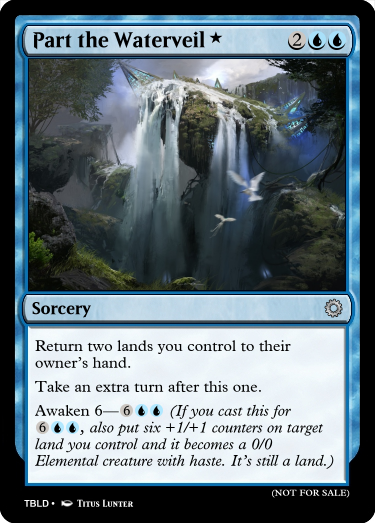 Part the Waterveil ★ 2
Sorcery
Return two lands you control to their
owner's hand.
Take an extra turn after this one.
Awaken 6—6 (If you cast this for
6, also put six +1/+1 counters on target
land you control and it becomes a 0/0
Elemental creature with haste. It's still a land.)
(NOT FOR SALE)
TBLD • Titus Lunter